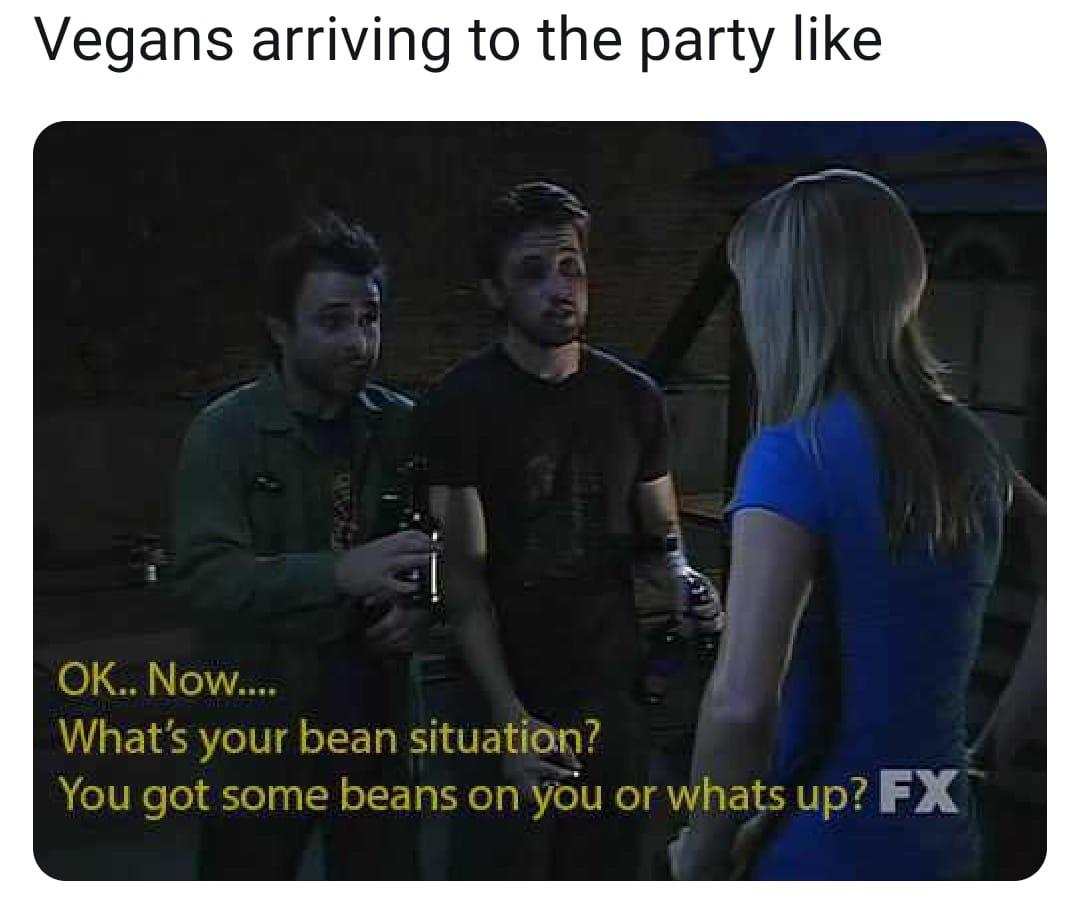 Vegans arriving to the party like
OK.. Now....
What's your bean situation?
You got some beans on you or whats up? FX